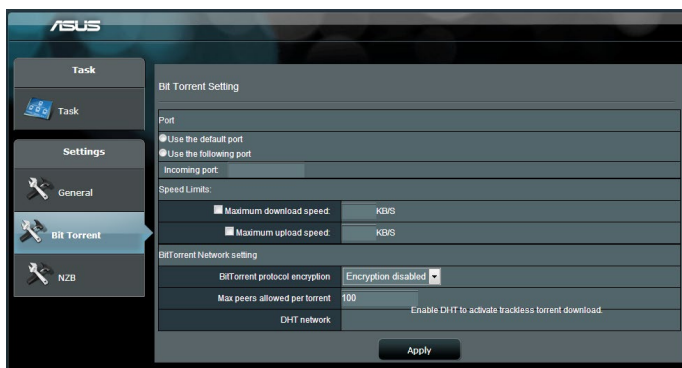 ASUS
Task
Task
Settings
General
Bit Torrent
NZB
Bit Torrent Setting
Port
Use the default port
Use the following port
Incoming port:
Speed Limits:
Maximum download speed: KB/S
Maximum upload speed: KB/S
BitTorrent Network setting
BitTorrent protocol encryption Encryption disabled
Max peers allowed per torrent 100
DHT network Enable DHT to activate trackless torrent download.
Apply